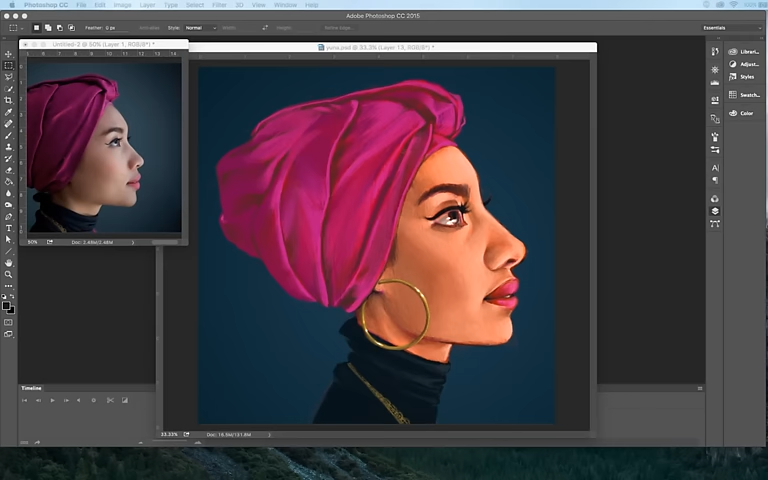 Photoshop CC File Edit Image Layer Type Select Filter 3D View Window Help
Adobe Photoshop CC 2015
Feather: 0 px Style: Normal Essentials
Untitled-2 @ 50% (Layer 1, RGB/8*) *
yuna.psd @ 33.3% (Layer 13, RGB/8*) *
Librari...
Adjust...
Styles
Swatch...
Color
50% Doc: 2.49M/2.48M
Timeline
33.33% Doc: 18.5M/131.8M